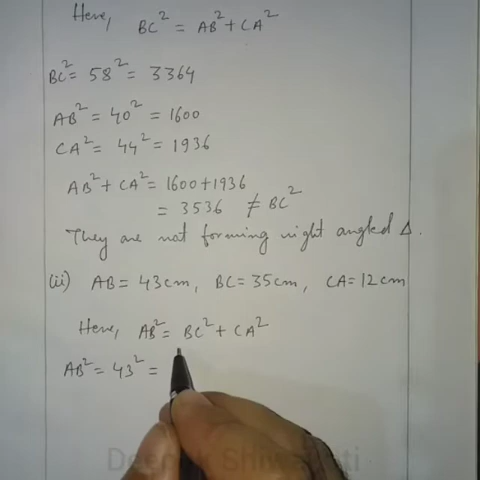 Here, BC² = AB² + CA²
BC² = 58² = 3364
AB² = 40² = 1600
CA² = 44² = 1936
AB² + CA² = 1600 + 1936
= 3536 ≠ BC²
They are not forming right angled Δ.
(ii) AB = 43cm, BC = 35cm, CA = 12cm
Here, AB² = BC² + CA²
AB² = 43² =